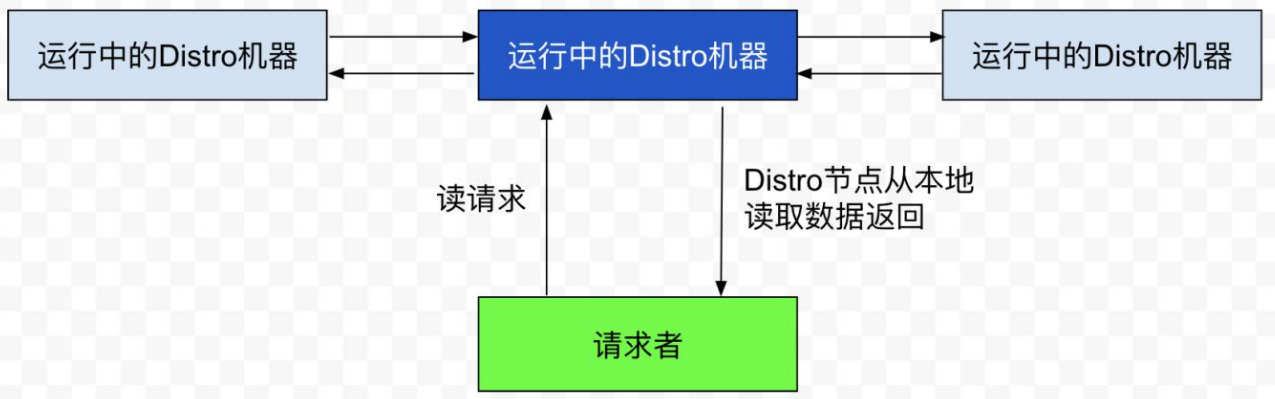 运行中的Distro机器
运行中的Distro机器
运行中的Distro机器
读请求
Distro节点从本地
读取数据返回
请求者